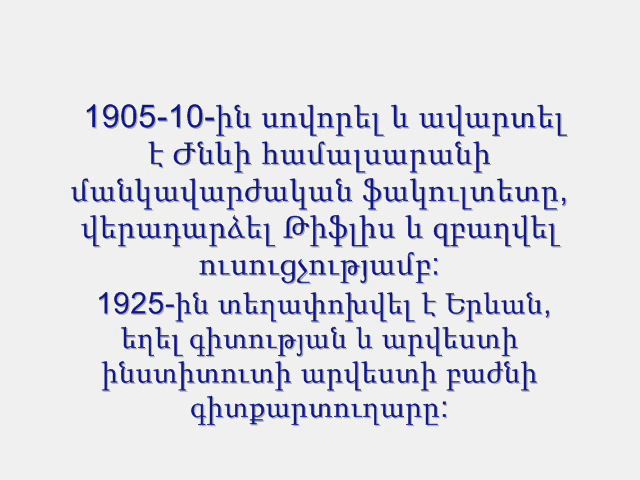 1905-10-ին սովորել և ավարտել
է Ժնևի համալսարանի
մանկավարժական ֆակուլտետը,
վերադարձել Թիֆլիս և զբաղվել
ուսուցչությամբ:
1925-ին տեղափոխվել է Երևան,
եղել գիտության և արվեստի
ինստիտուտի արվեստի բաժնի
գիտքարտուղարը: